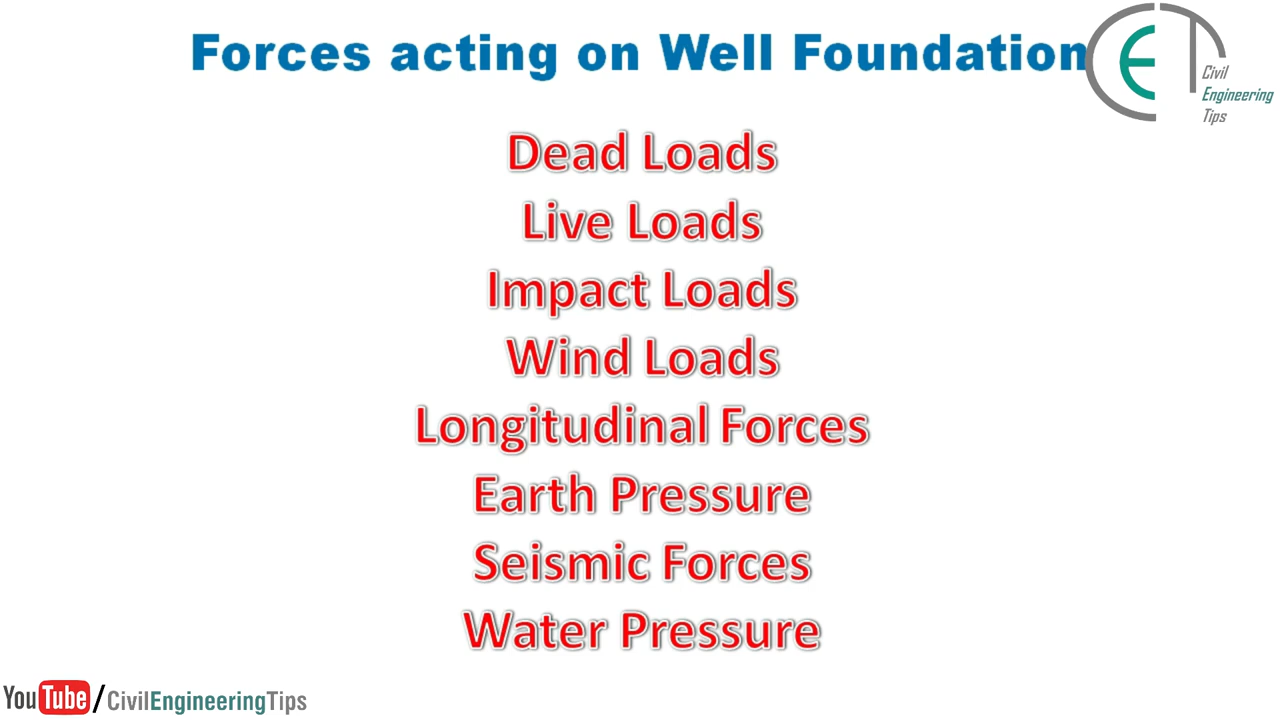 Forces acting on Well Foundation
CET
Civil
Engineering
Tips
Dead Loads
Live Loads
Impact Loads
Wind Loads
Longitudinal Forces
Earth Pressure
Seismic Forces
Water Pressure
YouTube/CivilEngineeringTips